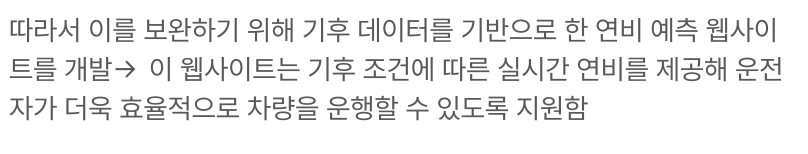 따라서 이를 보완하기 위해 기후 데이터를 기반으로 한 연비 예측 웹사이
트를 개발→ 이 웹사이트는 기후 조건에 따른 실시간 연비를 제공해 운전
자가 더욱 효율적으로 차량을 운행할 수 있도록 지원함